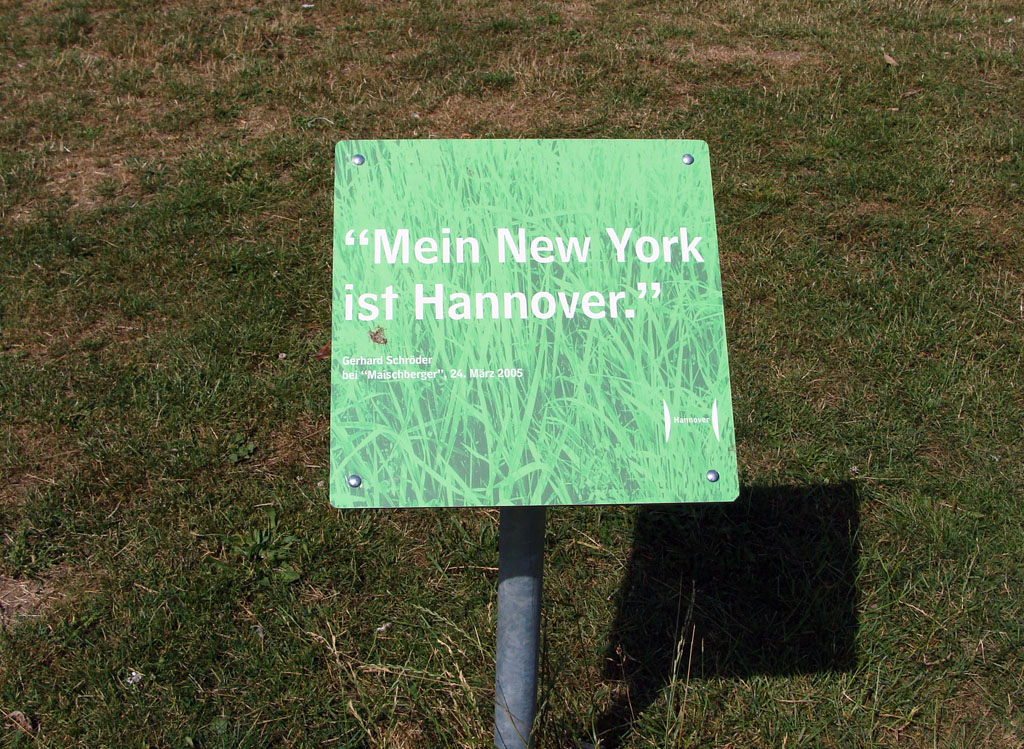 “Mein New York
ist Hannover.”
Gerhard Schröder
bei “Maischberger”, 24. März 2005
Hannover